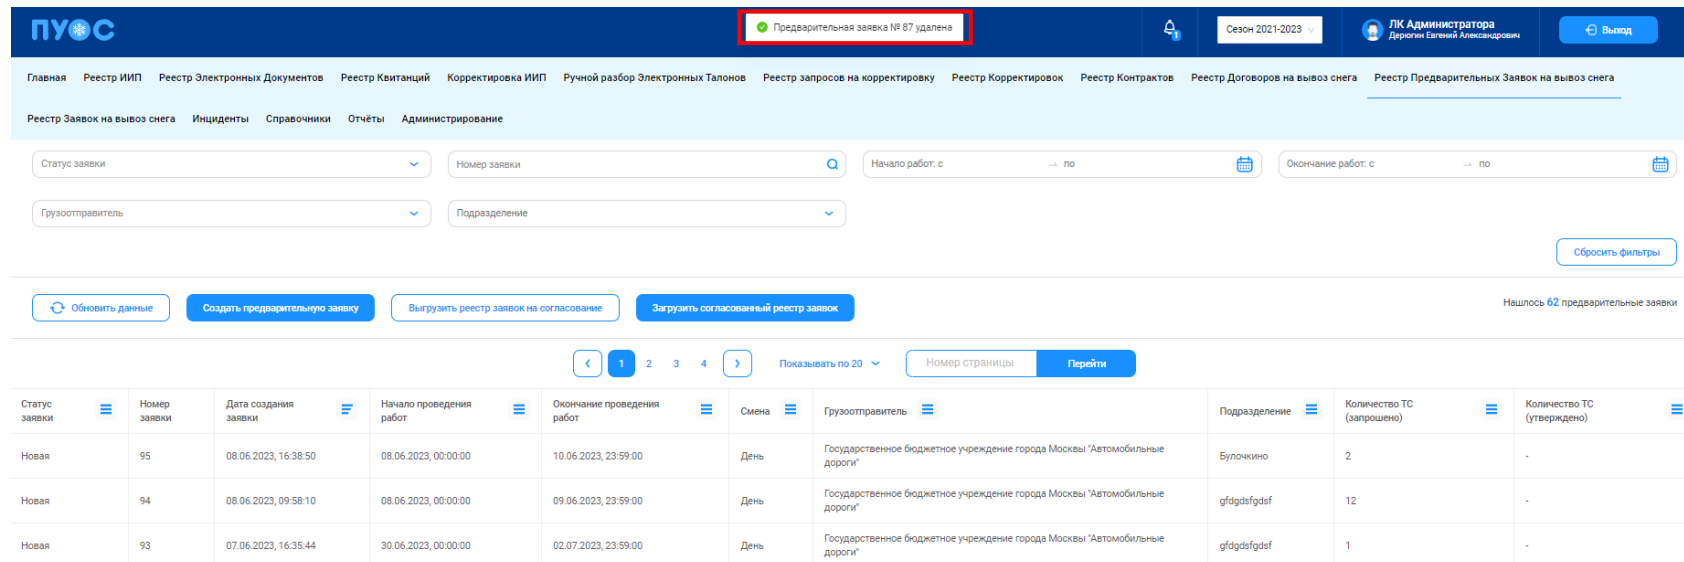 ПУОС
Предварительная заявка № 87 удалена
1
Сезон 2021-2023
ЛК Администратора
Дерюгин Евгений Александрович
Выход
Главная Реестр ИИП Реестр Электронных Документов Реестр Квитанций Корректировка ИИП Ручной разбор Электронных Талонов Реестр запросов на корректировку Реестр Корректировок Реестр Контрактов Реестр Договоров на вывоз снега Реестр Предварительных Заявок на вывоз снега
Реестр Заявок на вывоз снега Инциденты Справочники Отчёты Администрирование
Статус заявки Номер заявки Начало работ: с → по Окончание работ: с → по
Грузоотправитель Подразделение
Сбросить фильтры
Обновить данные Создать предварительную заявку Выгрузить реестр заявок на согласование Загрузить согласованный реестр заявок Нашлось 62 предварительные заявки
1 2 3 4 Показывать по 20 Номер страницы Перейти
Статус заявки Номер заявки Дата создания заявки Начало проведения работ Окончание проведения работ Смена Грузоотправитель Подразделение Количество ТС (запрошено) Количество ТС (утверждено)
Новая 95 08.06.2023, 16:38:50 08.06.2023, 00:00:00 10.06.2023, 23:59:00 День Государственное бюджетное учреждение города Москвы "Автомобильные дороги" Булочкино 2 -
Новая 94 08.06.2023, 09:58:10 08.06.2023, 00:00:00 09.06.2023, 23:59:00 День Государственное бюджетное учреждение города Москвы "Автомобильные дороги" gfdgdsfgdsf 12 -
Новая 93 07.06.2023, 16:35:44 30.06.2023, 00:00:00 02.07.2023, 23:59:00 День Государственное бюджетное учреждение города Москвы "Автомобильные дороги" gfdgdsfgdsf 1 -